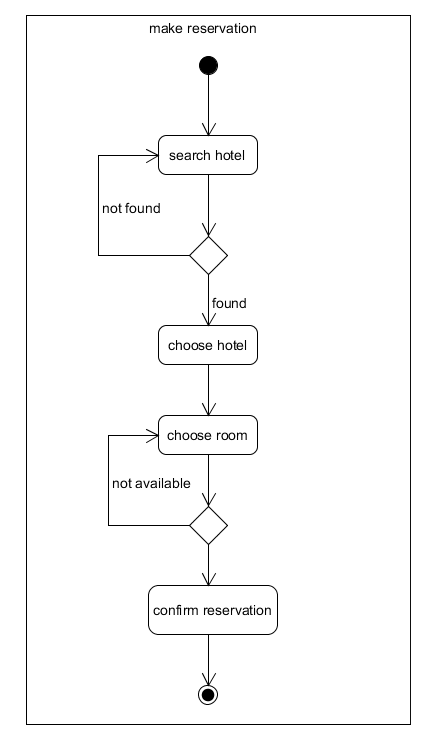 make reservation
search hotel
not found
found
choose hotel
choose room
not available
confirm reservation